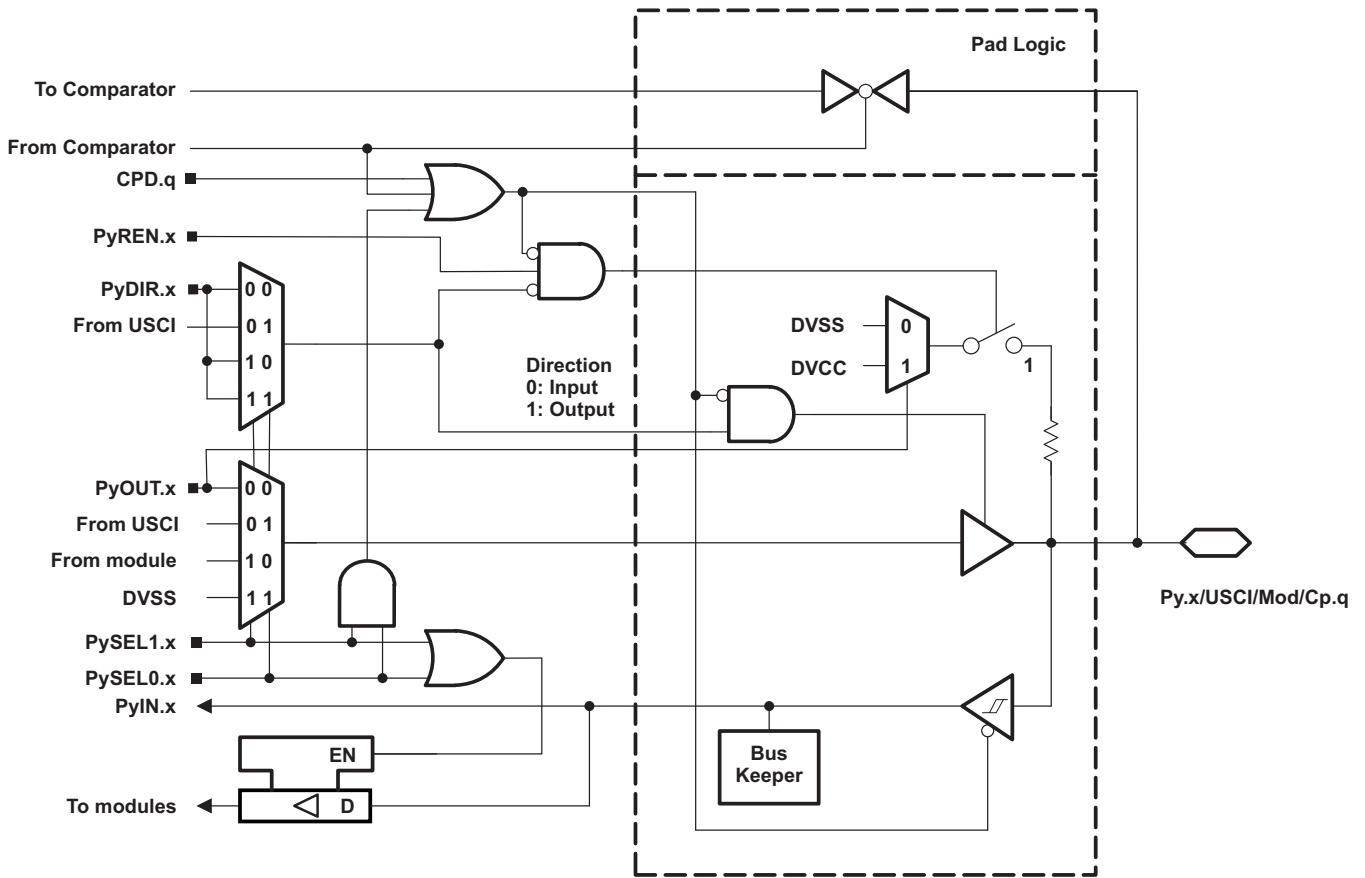 Pad Logic
To Comparator
From Comparator
CPD.q
PyREN.x
PyDIR.x
0 0
From USCI
0 1
1 0
1 1
Direction
0: Input
1: Output
DVSS
0
DVCC
1
1
PyOUT.x
0 0
From USCI
0 1
From module
1 0
DVSS
1 1
Py.x/USCI/Mod/Cp.q
PySEL1.x
PySEL0.x
PyIN.x
EN
Bus
Keeper
To modules
D